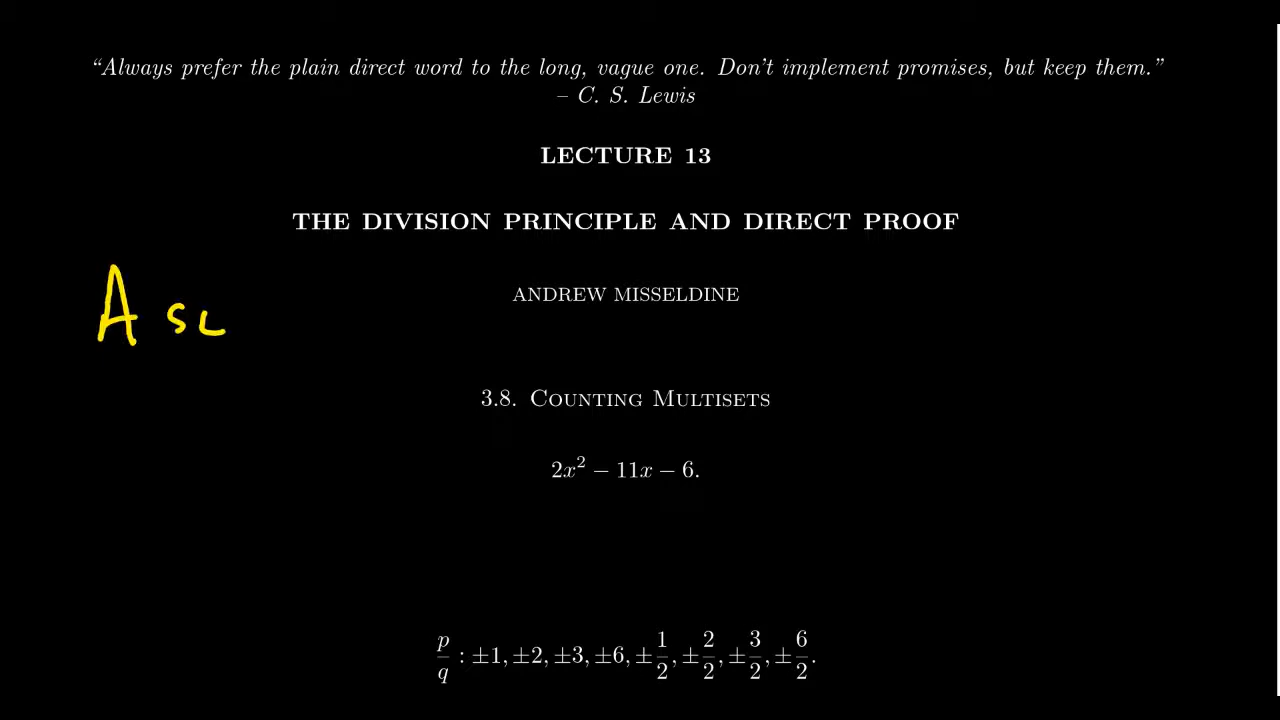 “Always prefer the plain direct word to the long, vague one. Don’t implement promises, but keep them.”
– C. S. Lewis
LECTURE 13
THE DIVISION PRINCIPLE AND DIRECT PROOF
ANDREW MISSELDINE
A sc
3.8. Counting Multisets
2x² − 11x − 6.
p/q : ±1, ±2, ±3, ±6, ±1/2, ±2/2, ±3/2, ±6/2.